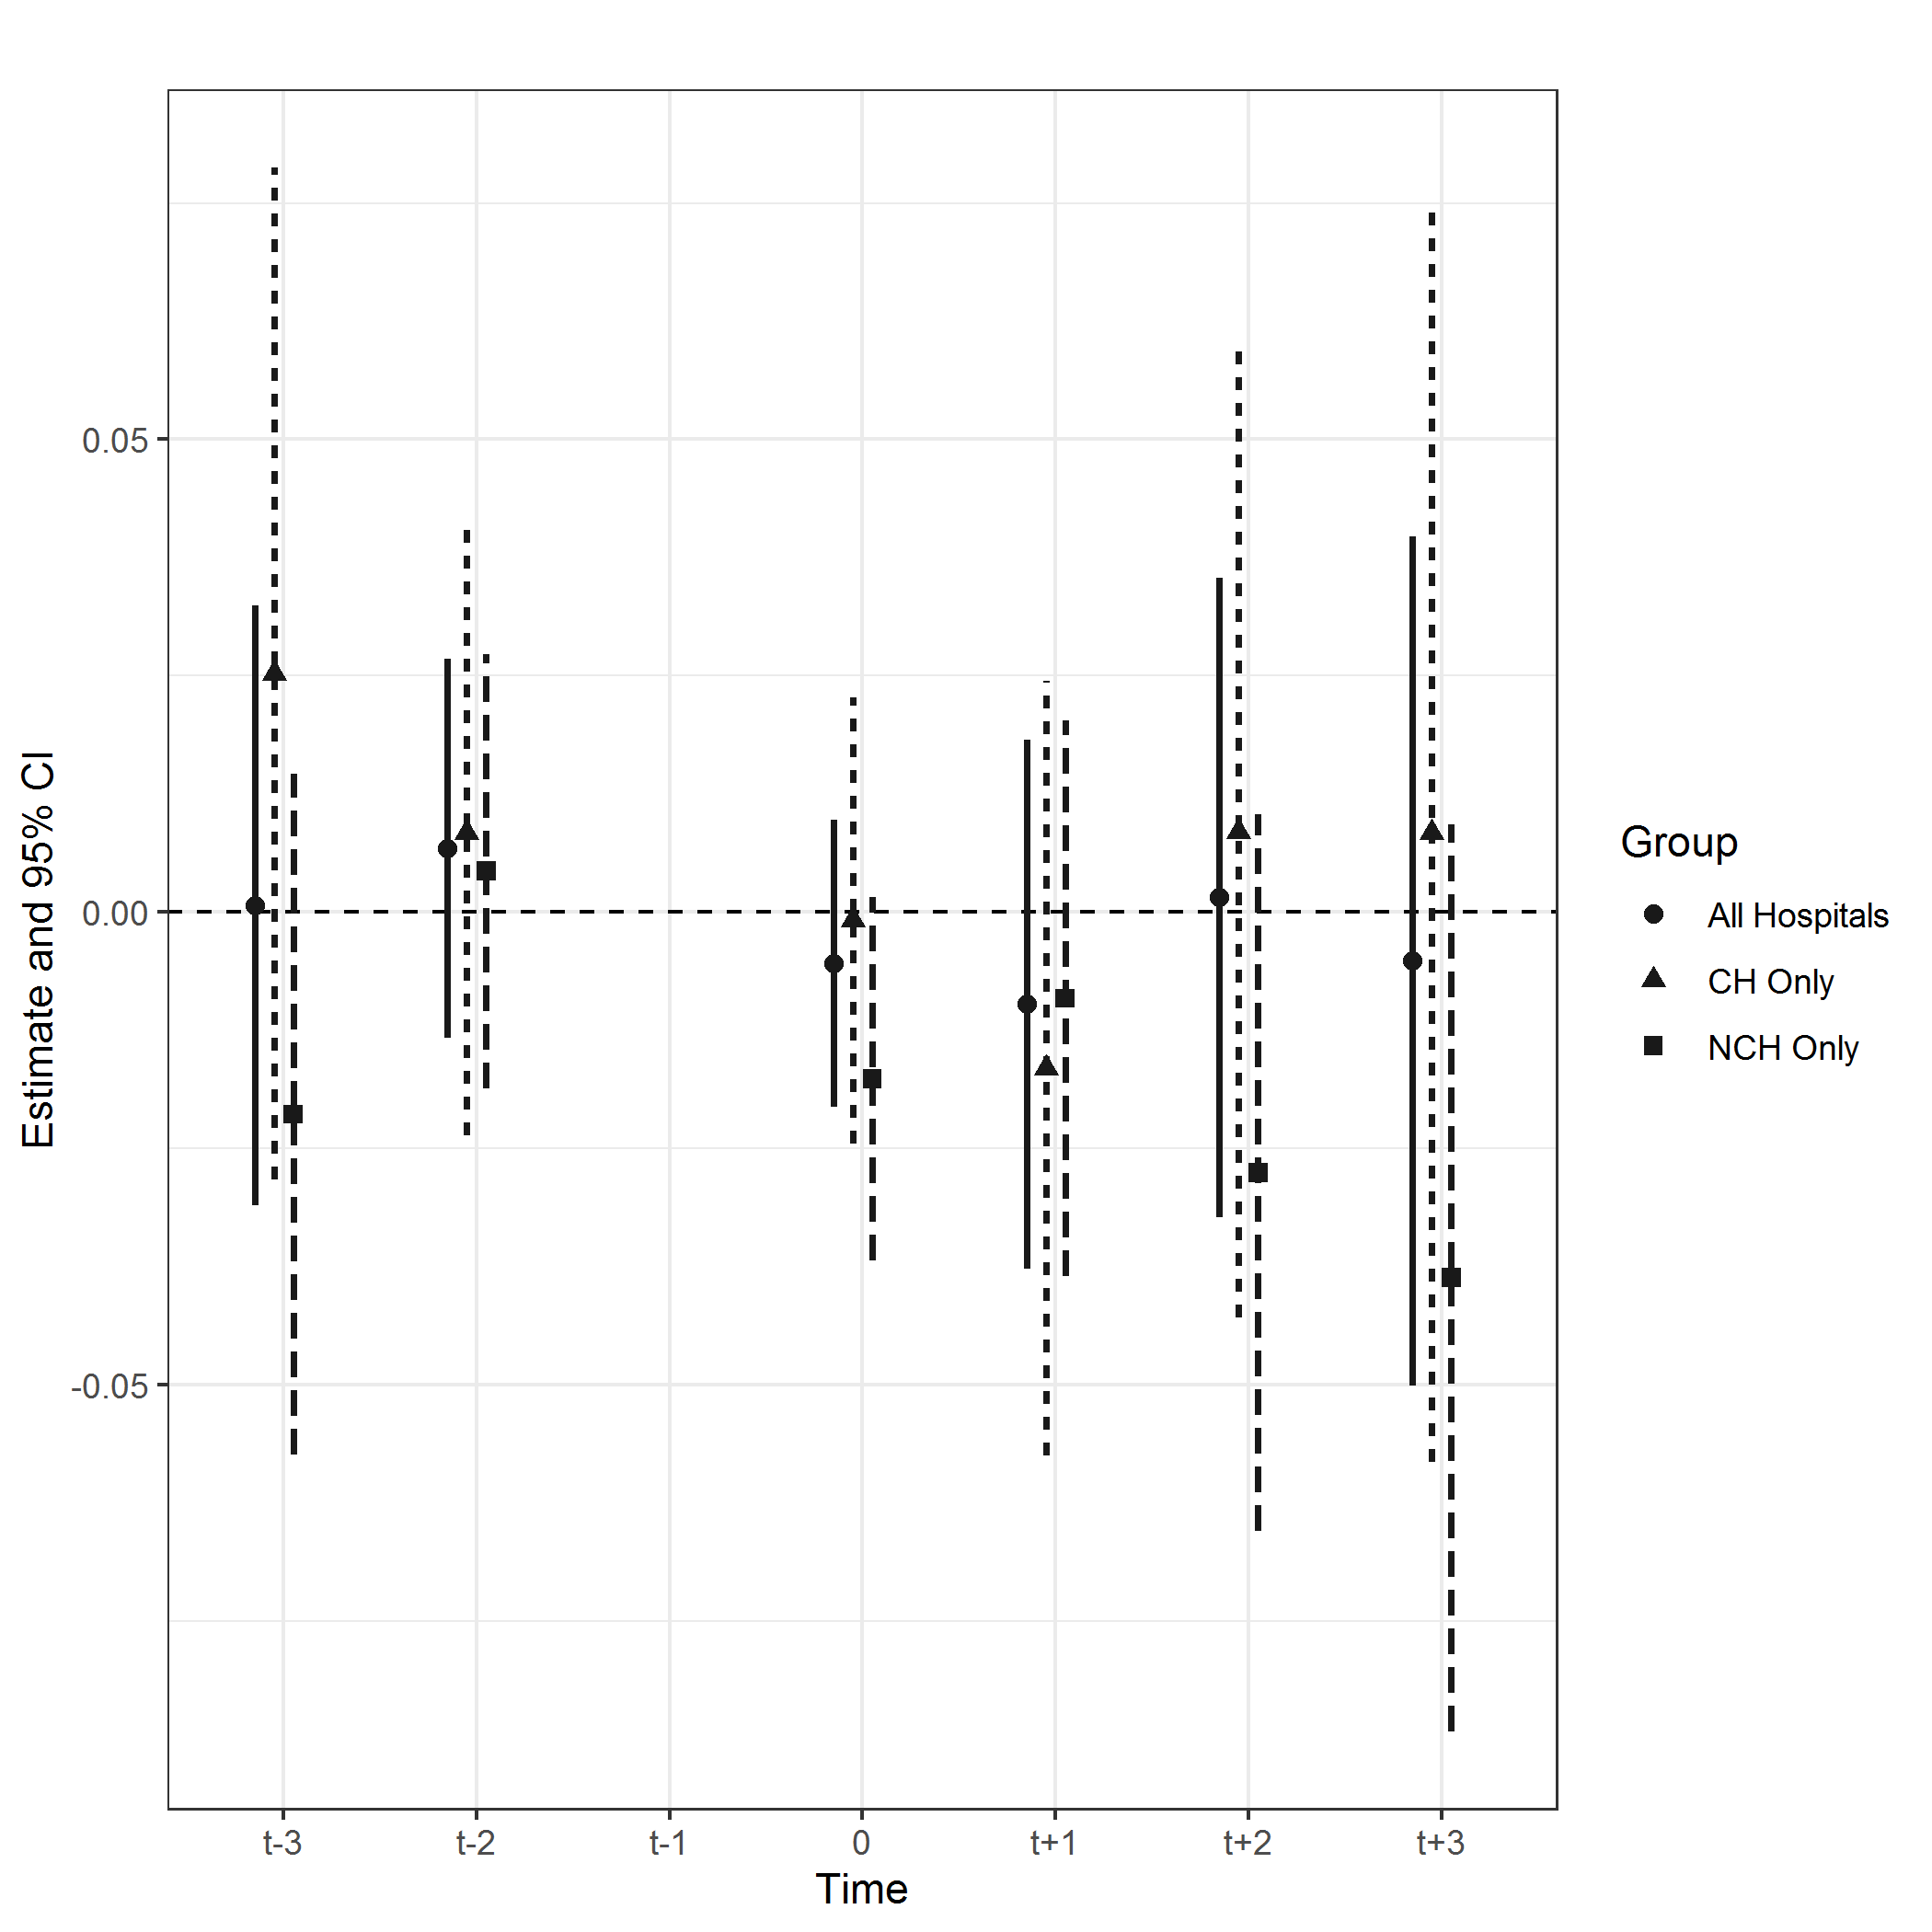 Estimate and 95% CI
0.05
0.00
-0.05
t-3
t-2
t-1
0
t+1
t+2
t+3
Time
Group
All Hospitals
CH Only
NCH Only